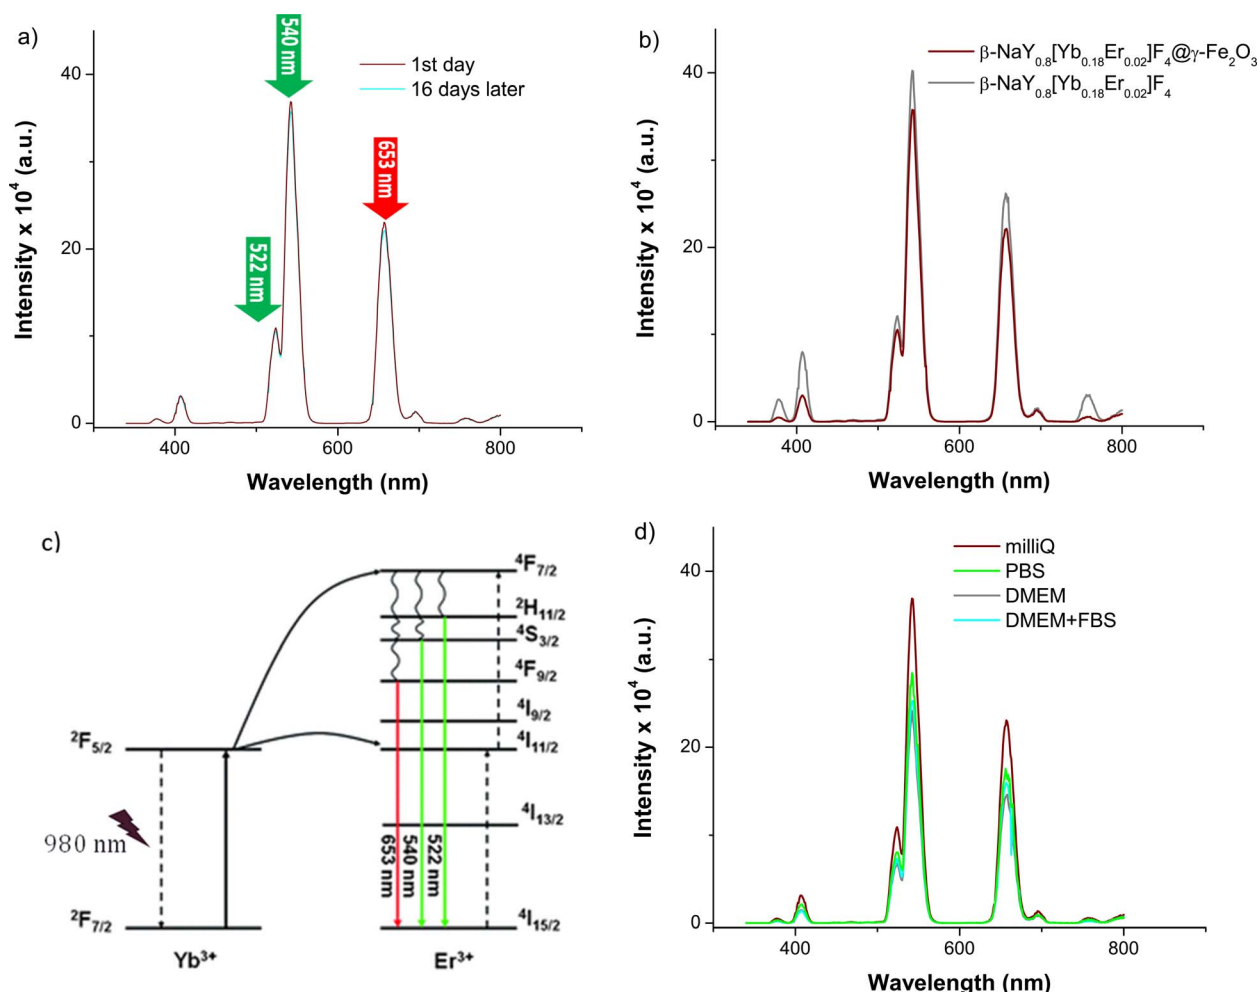 a)
540 nm
1st day
16 days later
653 nm
522 nm
40
20
0
400
600
800
Intensity x 10⁴ (a.u.)
Wavelength (nm)
b)
β-NaY₀.₈[Yb₀.₁₈Er₀.₀₂]F₄@γ-Fe₂O₃
β-NaY₀.₈[Yb₀.₁₈Er₀.₀₂]F₄
40
20
0
400
600
800
Intensity x 10⁴ (a.u.)
Wavelength (nm)
c)
⁴F₇/₂
²H₁₁/₂
⁴S₃/₂
⁴F₉/₂
⁴I₉/₂
²F₅/₂
⁴I₁₁/₂
⁴I₁₃/₂
980 nm
653 nm
540 nm
522 nm
²F₇/₂
⁴I₁₅/₂
Yb³⁺
Er³⁺
d)
milliQ
PBS
DMEM
DMEM+FBS
40
20
0
400
600
800
Intensity x 10⁴ (a.u.)
Wavelength (nm)